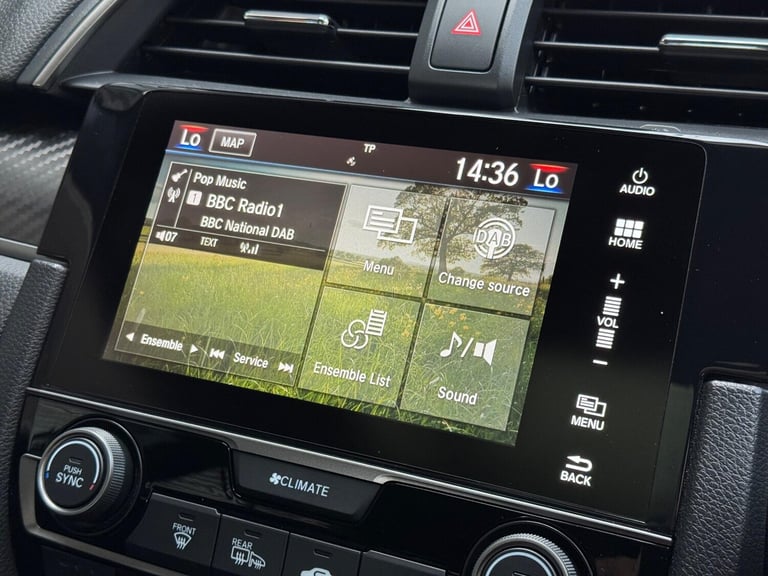 Lo
MAP
TP
14:36
Lo
Pop Music
1 BBC Radio1
BBC National DAB
07
TEXT
Menu
DAB
Change source
Ensemble
Service
Ensemble List
Sound
AUDIO
HOME
+
VOL
−
MENU
BACK
PUSH
SYNC
CLIMATE
FRONT
REAR